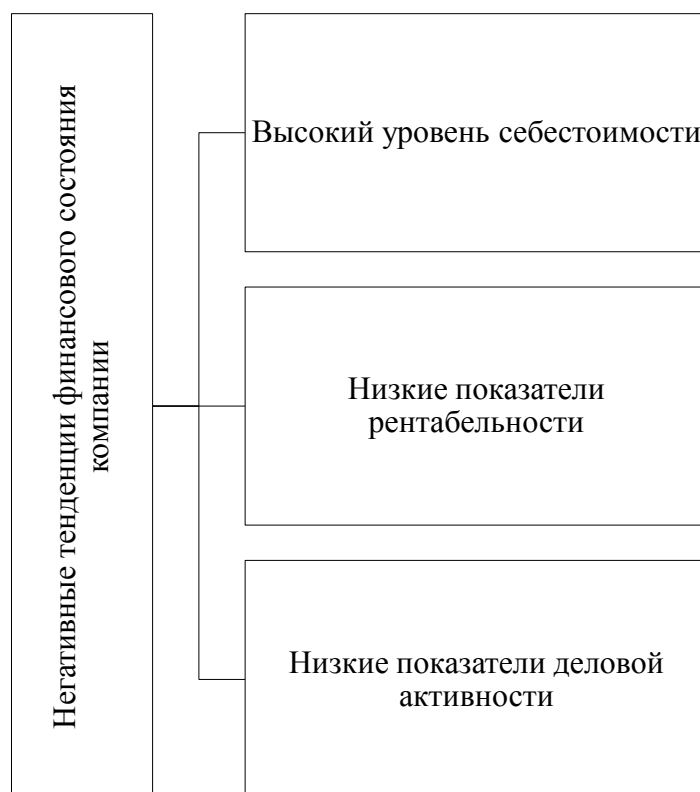 Негативные тенденции финансового состояния
компании
Высокий уровень себестоимости
Низкие показатели
рентабельности
Низкие показатели деловой
активности